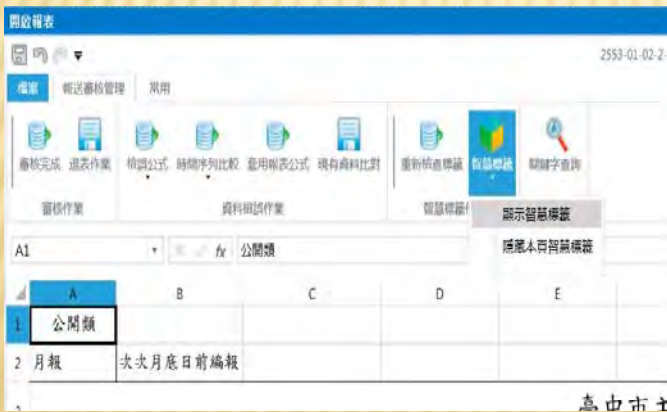 開啟報表
2553-01-02-2-
檔案 報送審核管理 常用
審核完成 退表作業 檢誤公式 時間序列比較 套用報表公式 現有資料比對 重新檢查標籤 智慧標籤 關鍵字查詢
審核作業 資料檢誤作業 智慧標籤
顯示智慧標籤
隱藏本頁智慧標籤
A1 fx 公開類
A B C D E
1 公開類
2 月報 次次月底日前編報
臺中市